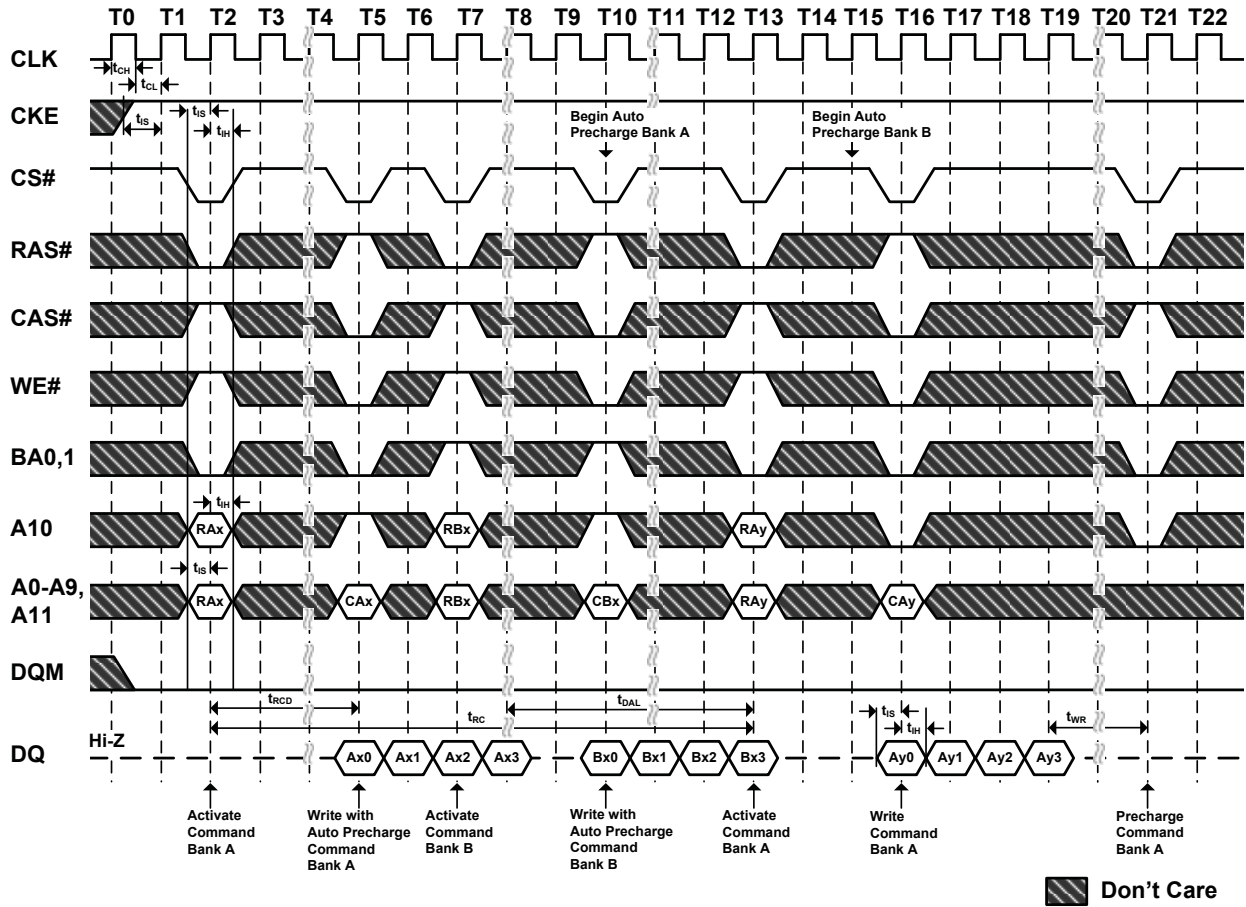 T0 T1 T2 T3 T4 T5 T6 T7 T8 T9 T10 T11 T12 T13 T14 T15 T16 T17 T18 T19 T20 T21 T22
CLK
tCH
tCL
CKE
tIS
tIS
tIH
Begin Auto
Precharge Bank A
Begin Auto
Precharge Bank B
CS#
RAS#
CAS#
WE#
BA0,1
A10
tIH
RAx RBx RAy
tIS
A0-A9,
A11
RAx CAx RBx CBx RAy CAy
DQM
tRCD
tRC
tDAL
tIS
tIH
tWR
DQ
Hi-Z
Ax0 Ax1 Ax2 Ax3 Bx0 Bx1 Bx2 Bx3 Ay0 Ay1 Ay2 Ay3
Activate
Command
Bank A
Write with
Auto Precharge
Command
Bank A
Activate
Command
Bank B
Write with
Auto Precharge
Command
Bank B
Activate
Command
Bank A
Write
Command
Bank A
Precharge
Command
Bank A
Don't Care